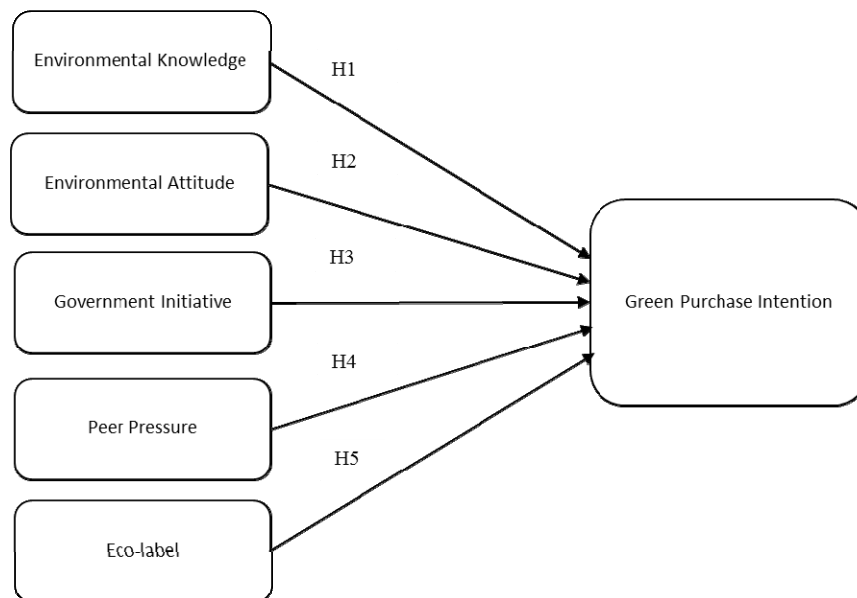 Environmental Knowledge
H1
Environmental Attitude
H2
Government Initiative
H3
Peer Pressure
H4
Eco-label
H5
Green Purchase Intention